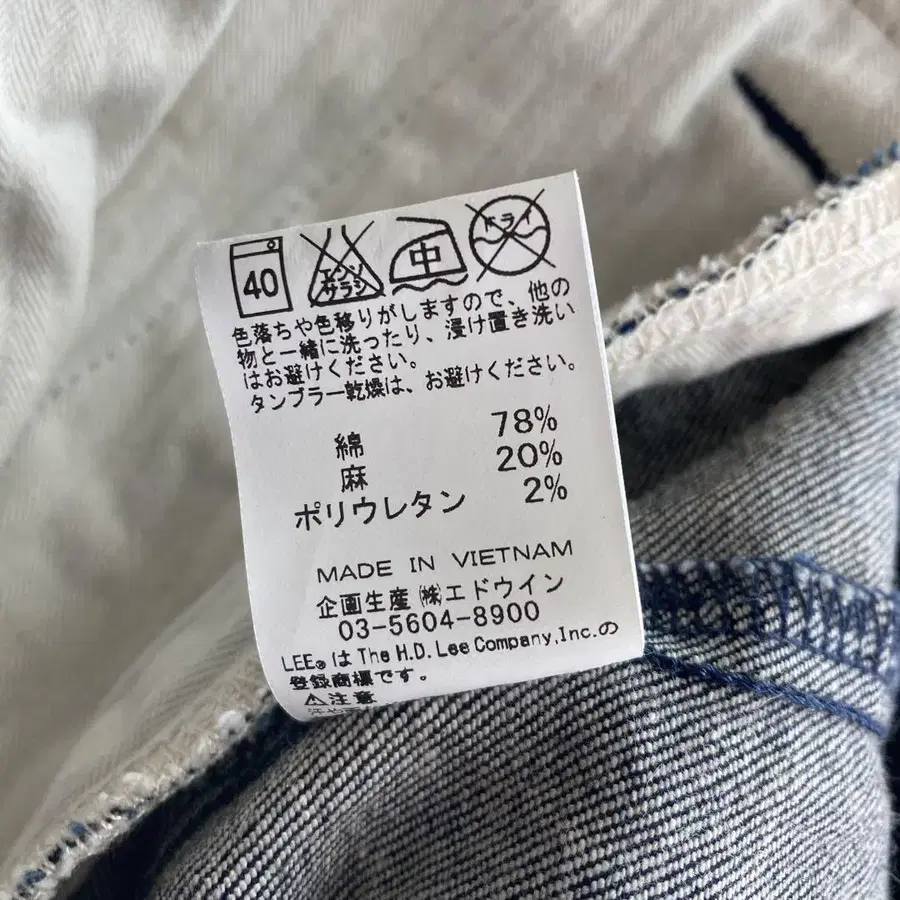 40 エンソ サラシ 中 ドライ
色落ちや色移りがしますので、他の
物と一緒に洗ったり、浸け置き洗い
はお避けください。
タンブラー乾燥は、お避けください。
綿 78%
麻 20%
ポリウレタン 2%
MADE IN VIETNAM
企画生産㈱エドウイン
03-5604-8900
LEE®はThe H.D. Lee Company, Inc.の
登録商標です。
⚠注意